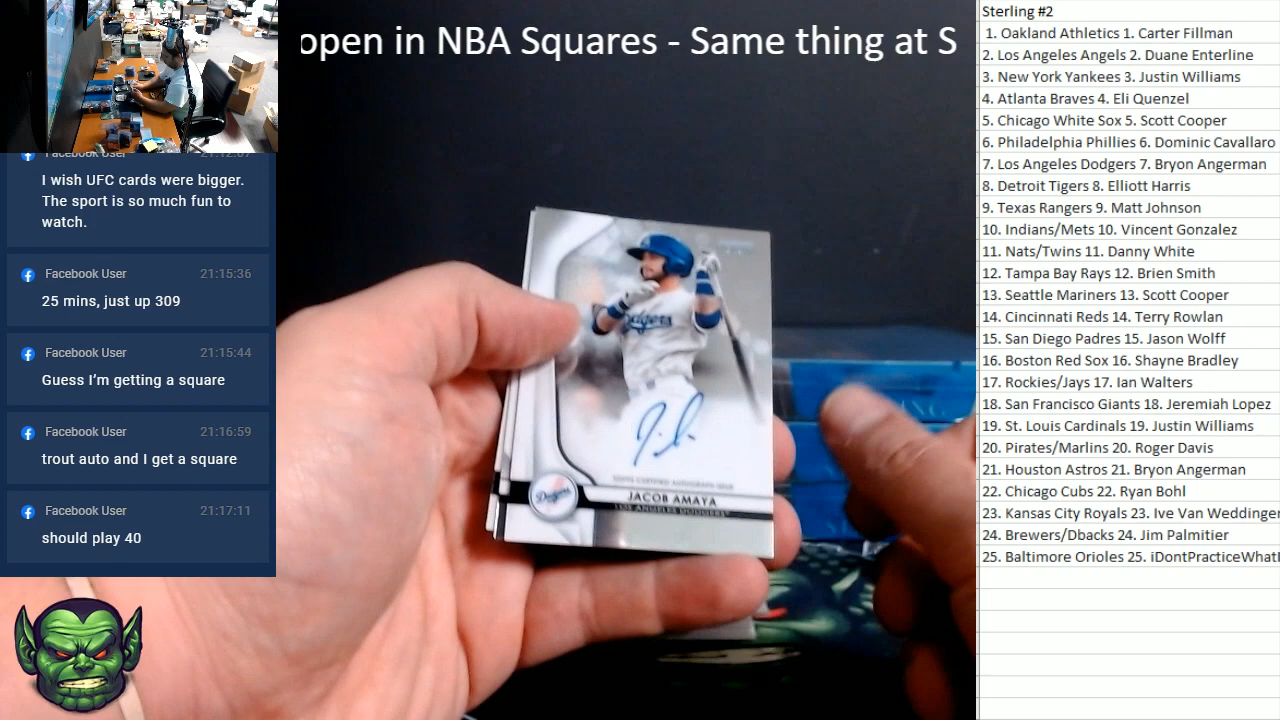 open in NBA Squares - Same thing at S
Facebook User 21:12:07
I wish UFC cards were bigger.
The sport is so much fun to
watch.
Facebook User 21:15:36
25 mins, just up 309
Facebook User 21:15:44
Guess I’m getting a square
Facebook User 21:16:59
trout auto and I get a square
Facebook User 21:17:11
should play 40
Dodgers
TOPPS CERTIFIED AUTOGRAPH ISSUE
JACOB AMAYA
LOS ANGELES DODGERS
Sterling #2
1. Oakland Athletics 1. Carter Fillman
2. Los Angeles Angels 2. Duane Enterline
3. New York Yankees 3. Justin Williams
4. Atlanta Braves 4. Eli Quenzel
5. Chicago White Sox 5. Scott Cooper
6. Philadelphia Phillies 6. Dominic Cavallaro
7. Los Angeles Dodgers 7. Bryon Angerman
8. Detroit Tigers 8. Elliott Harris
9. Texas Rangers 9. Matt Johnson
10. Indians/Mets 10. Vincent Gonzalez
11. Nats/Twins 11. Danny White
12. Tampa Bay Rays 12. Brien Smith
13. Seattle Mariners 13. Scott Cooper
14. Cincinnati Reds 14. Terry Rowlan
15. San Diego Padres 15. Jason Wolff
16. Boston Red Sox 16. Shayne Bradley
17. Rockies/Jays 17. Ian Walters
18. San Francisco Giants 18. Jeremiah Lopez
19. St. Louis Cardinals 19. Justin Williams
20. Pirates/Marlins 20. Roger Davis
21. Houston Astros 21. Bryon Angerman
22. Chicago Cubs 22. Ryan Bohl
23. Kansas City Royals 23. Ive Van Weddinger
24. Brewers/Dbacks 24. Jim Palmitier
25. Baltimore Orioles 25. iDontPracticeWhatI